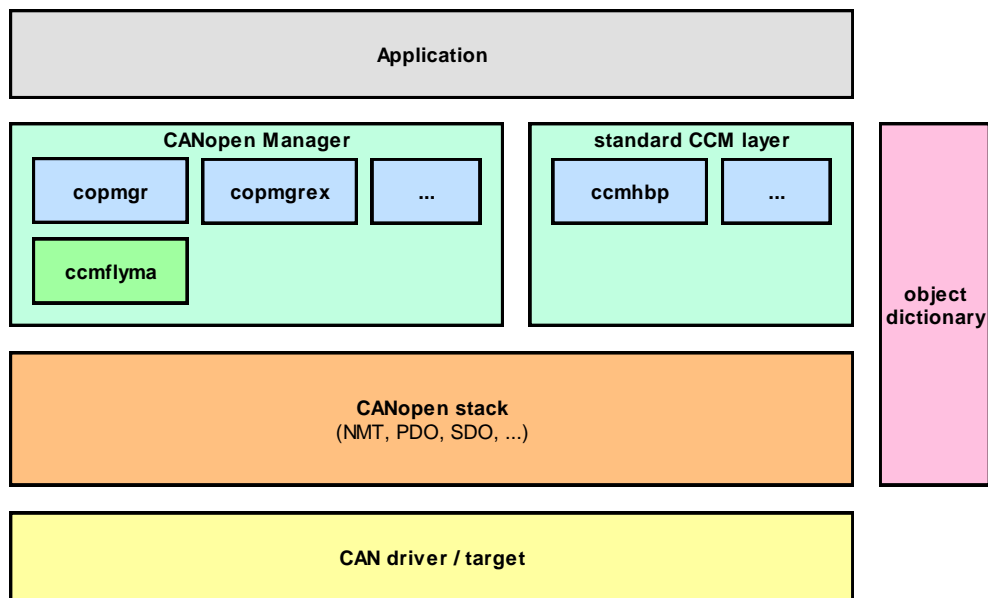 Application
CANopen Manager
copmgr
copmgrex
...
ccmflyma
standard CCM layer
ccmhbp
...
object
dictionary
CANopen stack
(NMT, PDO, SDO, ...)
CAN driver / target